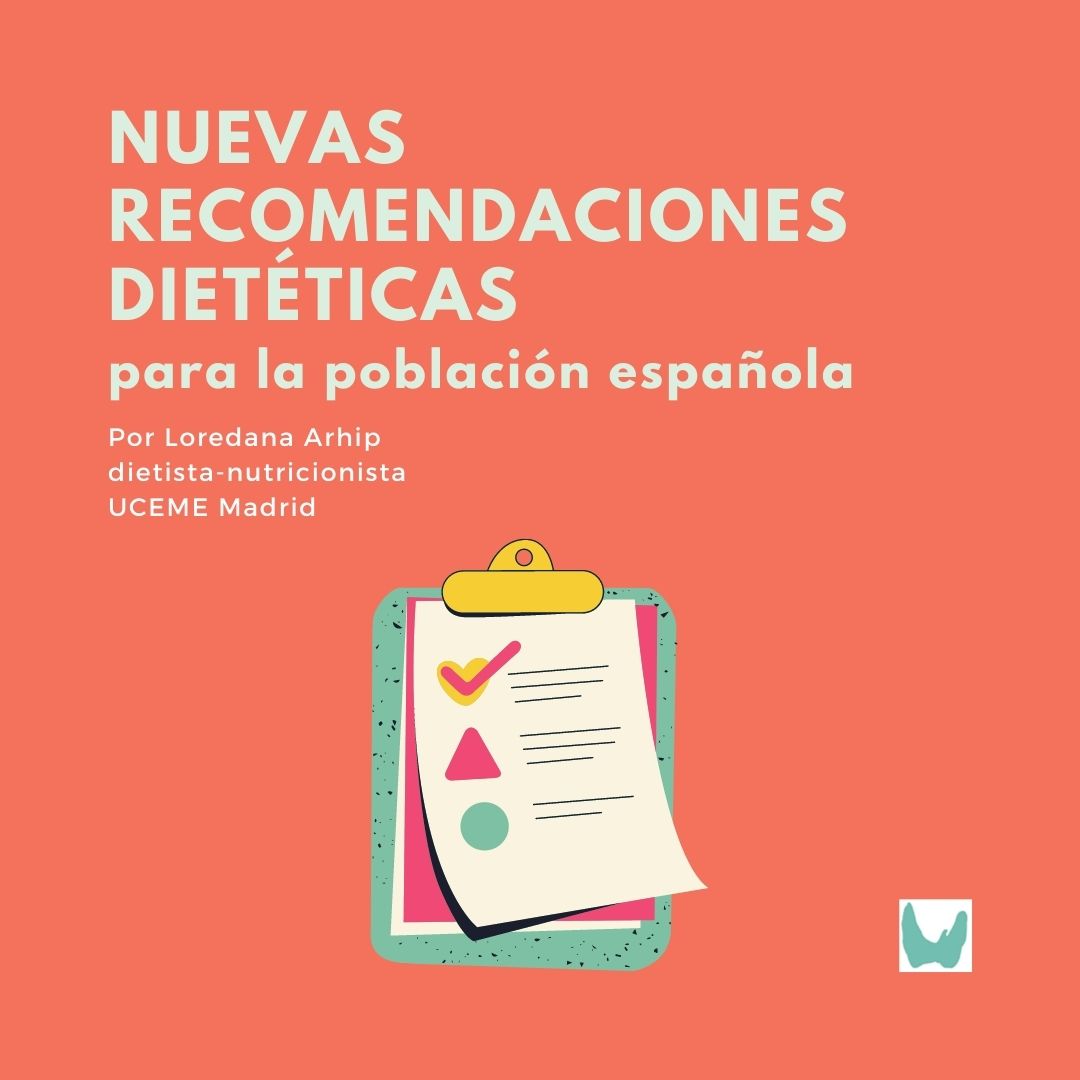 NUEVAS
RECOMENDACIONES
DIETÉTICAS
para la población española
Por Loredana Arhip
dietista-nutricionista
UCEME Madrid